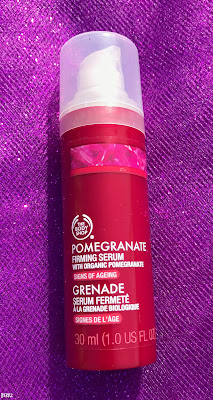 THE
BODY
SHOP
POMEGRANATE
FIRMING SERUM
WITH ORGANIC POMEGRANATE
SIGNS OF AGEING
GRENADE
SÉRUM FERMETÉ
À LA GRENADE BIOLOGIQUE
SIGNES DE L'ÂGE
30 ml (1.0 US FL OZ